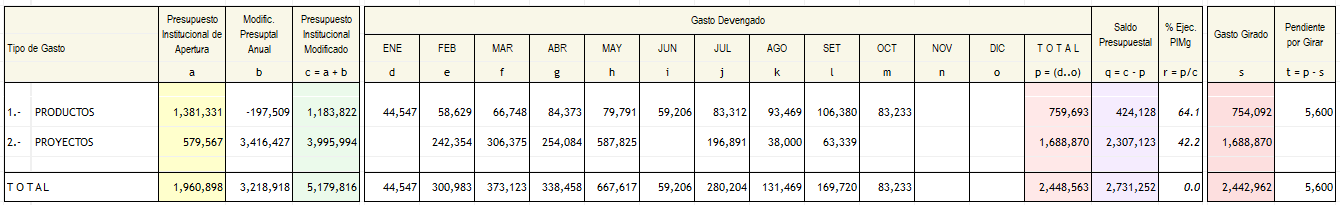 Tipo de Gasto Presupuesto Institucional de Apertura a Modific. Presuptal Anual b Presupuesto Institucional Modificado c = a + b Gasto Devengado Saldo Presupuestal q = c - p % Ejec. PIMg r = p/c Gasto Girado s Pendiente por Girar t = p - s
ENE FEB MAR ABR MAY JUN JUL AGO SET OCT NOV DIC T O T A L
d e f g h i j k l m n o p = (d..o)
1.- PRODUCTOS 1,381,331 -197,509 1,183,822 44,547 58,629 66,748 84,373 79,791 59,206 83,312 93,469 106,380 83,233 759,693 424,128 64.1 754,092 5,600
2.- PROYECTOS 579,567 3,416,427 3,995,994 242,354 306,375 254,084 587,825 196,891 38,000 63,339 1,688,870 2,307,123 42.2 1,688,870
T O T A L 1,960,898 3,218,918 5,179,816 44,547 300,983 373,123 338,458 667,617 59,206 280,204 131,469 169,720 83,233 2,448,563 2,731,252 0.0 2,442,962 5,600